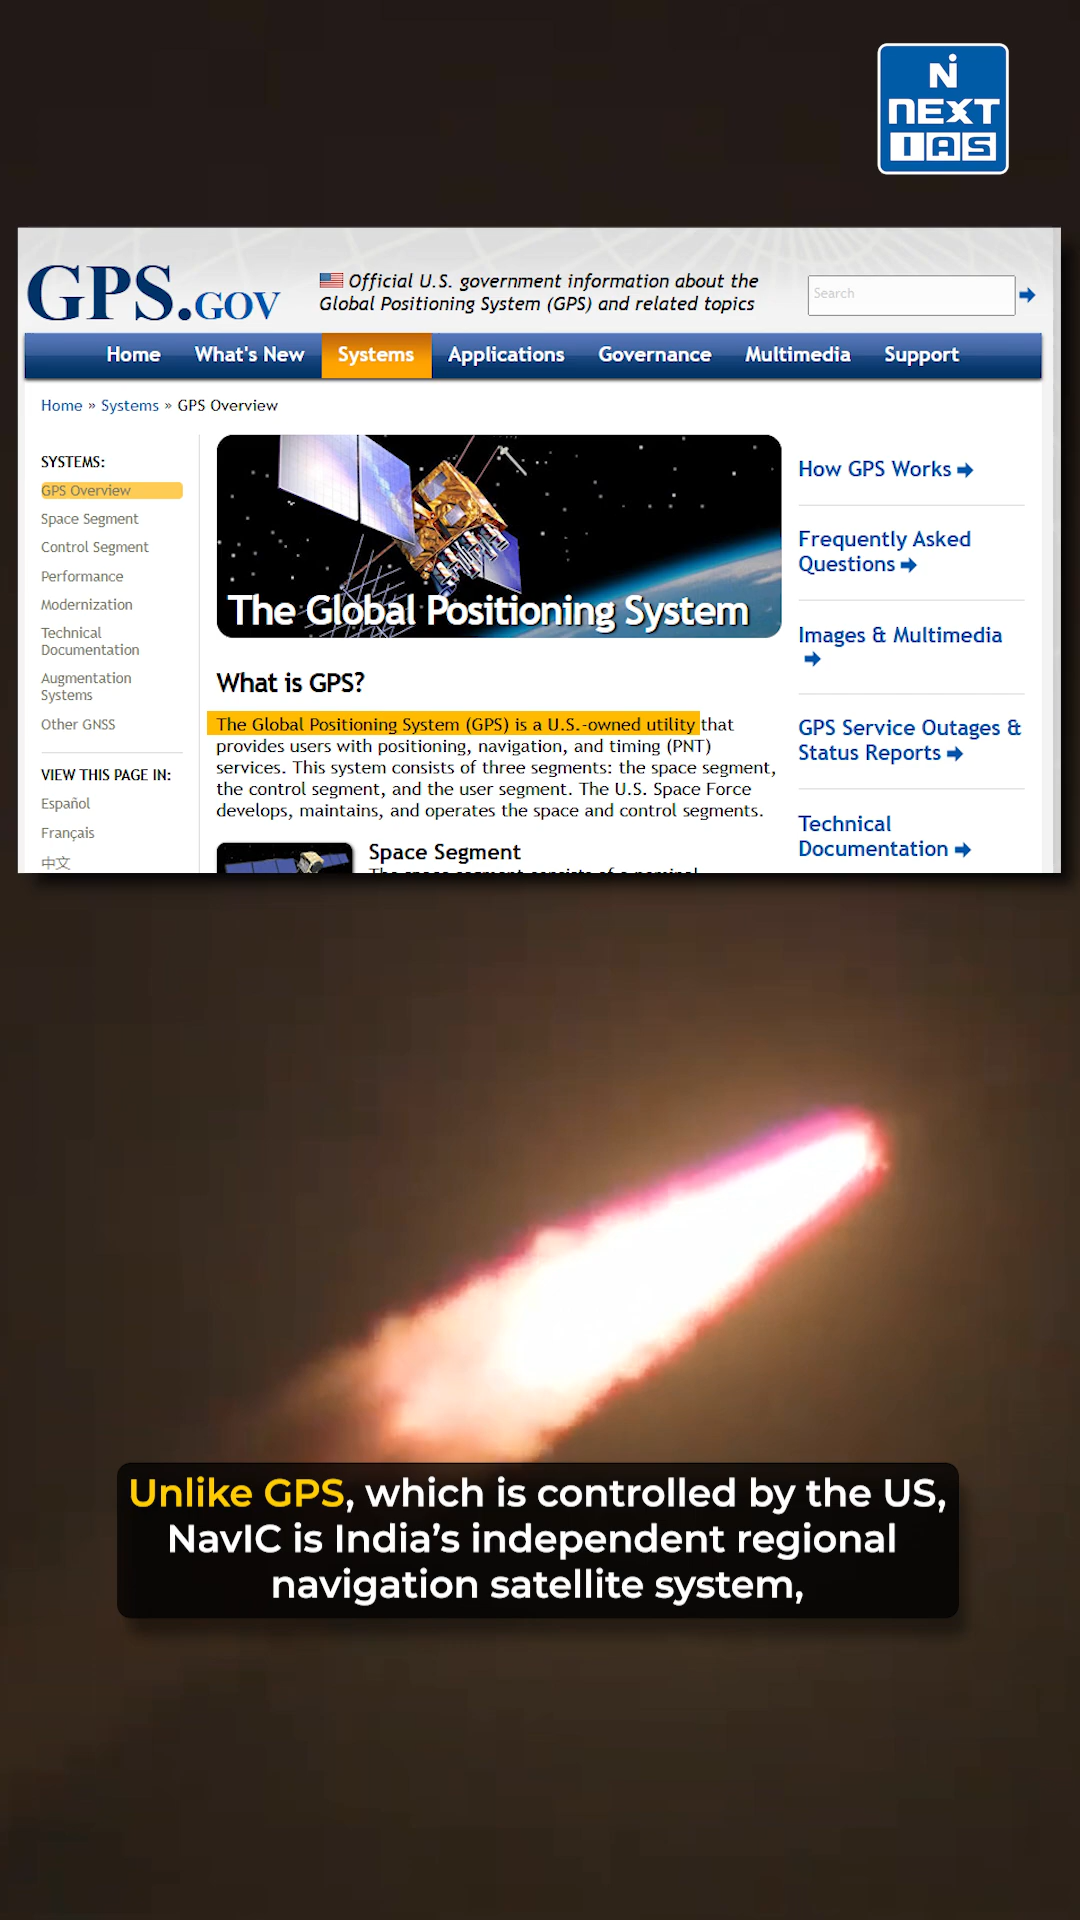 NEXT
IAS
GPS.GOV
Official U.S. government information about the
Global Positioning System (GPS) and related topics
Search
Home What's New Systems Applications Governance Multimedia Support
Home » Systems » GPS Overview
SYSTEMS:
GPS Overview
Space Segment
Control Segment
Performance
Modernization
Technical
Documentation
Augmentation
Systems
Other GNSS
VIEW THIS PAGE IN:
Español
Français
中文
The Global Positioning System
What is GPS?
The Global Positioning System (GPS) is a U.S.-owned utility that
provides users with positioning, navigation, and timing (PNT)
services. This system consists of three segments: the space segment,
the control segment, and the user segment. The U.S. Space Force
develops, maintains, and operates the space and control segments.
Space Segment
The space segment consists of a nominal
How GPS Works
Frequently Asked
Questions
Images & Multimedia
GPS Service Outages &
Status Reports
Technical
Documentation
Unlike GPS, which is controlled by the US,
NavIC is India's independent regional
navigation satellite system,